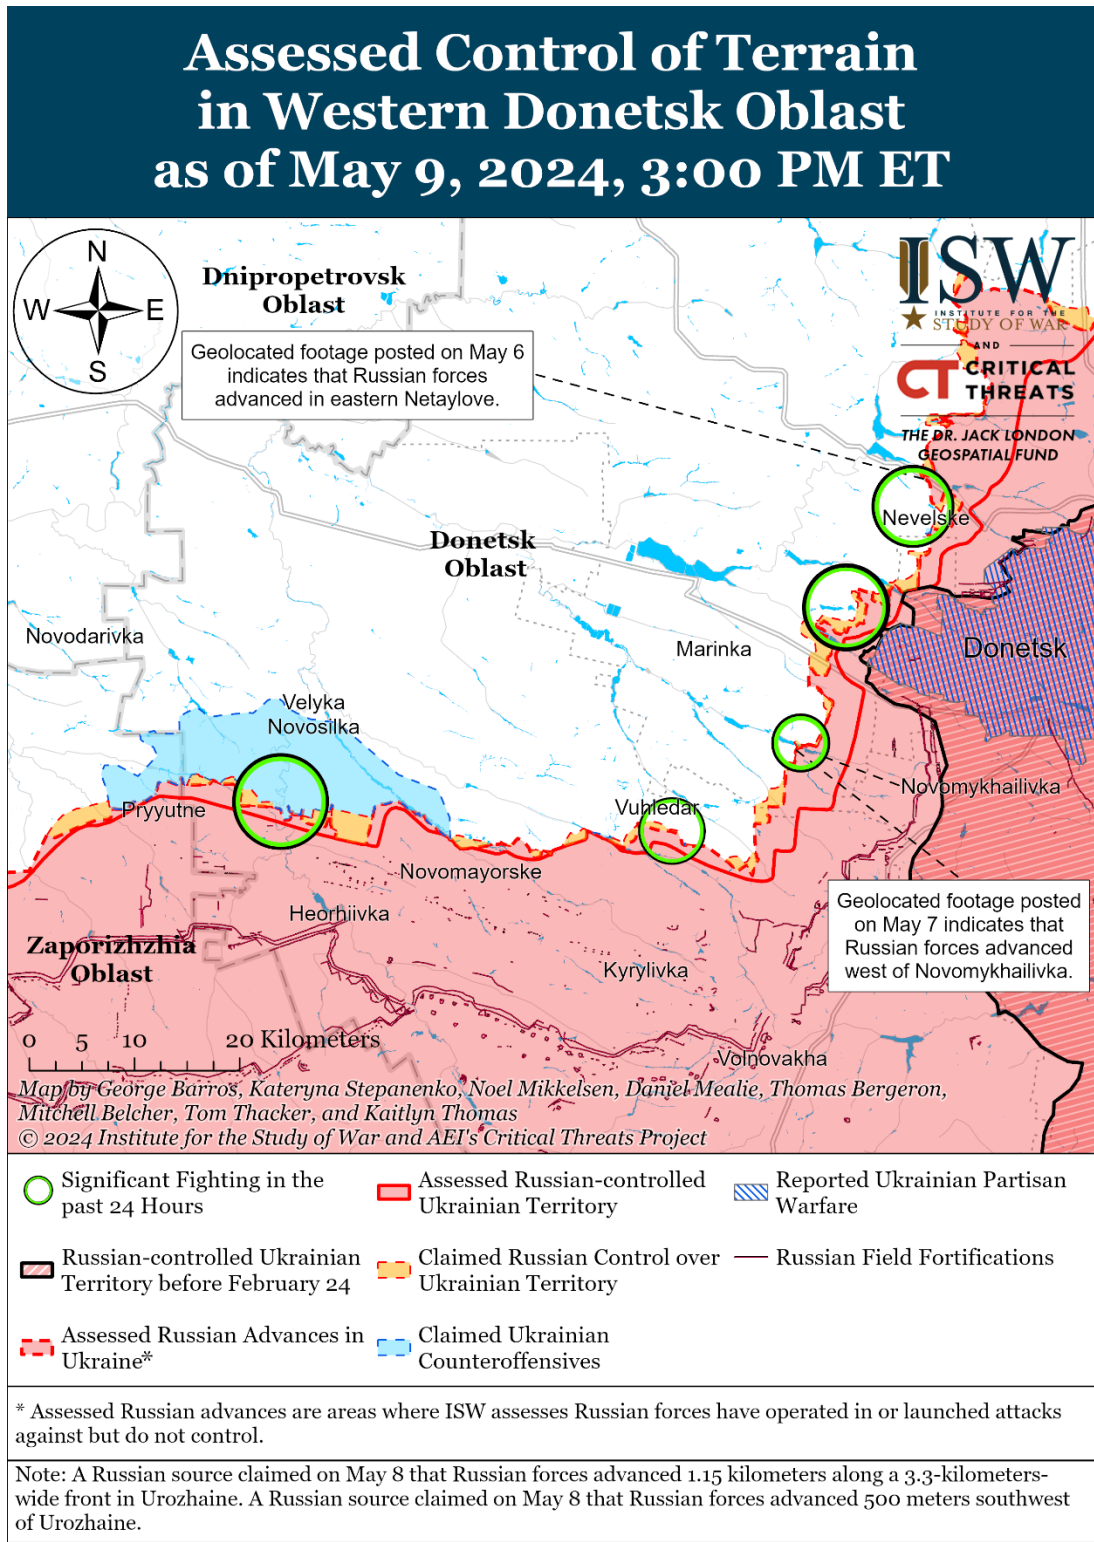 Assessed Control of Terrain
in Western Donetsk Oblast
as of May 9, 2024, 3:00 PM ET
N
W
E
S
Dnipropetrovsk
Oblast
ISW
INSTITUTE FOR THE
STUDY OF WAR
AND
CT CRITICAL
THREATS
THE DR. JACK LONDON
GEOSPATIAL FUND
Geolocated footage posted on May 6
indicates that Russian forces
advanced in eastern Netaylove.
Nevelske
Donetsk
Oblast
Novodarivka
Marinka
Donetsk
Velyka
Novosilka
Novomykhailivka
Pryyutne
Vuhledar
Novomayorske
Heorhiivka
Geolocated footage posted
on May 7 indicates that
Russian forces advanced
west of Novomykhailivka.
Zaporizhzhia
Oblast
Kyrylivka
0 5 10 20 Kilometers
Volnovakha
Map by George Barros, Kateryna Stepanenko, Noel Mikkelsen, Daniel Mealie, Thomas Bergeron,
Mitchell Belcher, Tom Thacker, and Kaitlyn Thomas
© 2024 Institute for the Study of War and AEI's Critical Threats Project
Significant Fighting in the
past 24 Hours
Assessed Russian-controlled
Ukrainian Territory
Reported Ukrainian Partisan
Warfare
Russian-controlled Ukrainian
Territory before February 24
Claimed Russian Control over
Ukrainian Territory
Russian Field Fortifications
Assessed Russian Advances in
Ukraine*
Claimed Ukrainian
Counteroffensives
* Assessed Russian advances are areas where ISW assesses Russian forces have operated in or launched attacks
against but do not control.
Note: A Russian source claimed on May 8 that Russian forces advanced 1.15 kilometers along a 3.3-kilometers-
wide front in Urozhaine. A Russian source claimed on May 8 that Russian forces advanced 500 meters southwest
of Urozhaine.